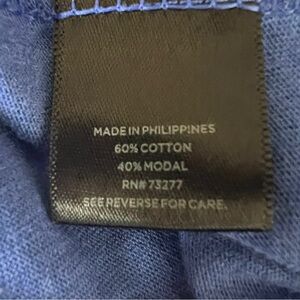 MADE IN PHILIPPINES
60% COTTON
40% MODAL
RN# 73277
SEE REVERSE FOR CARE.